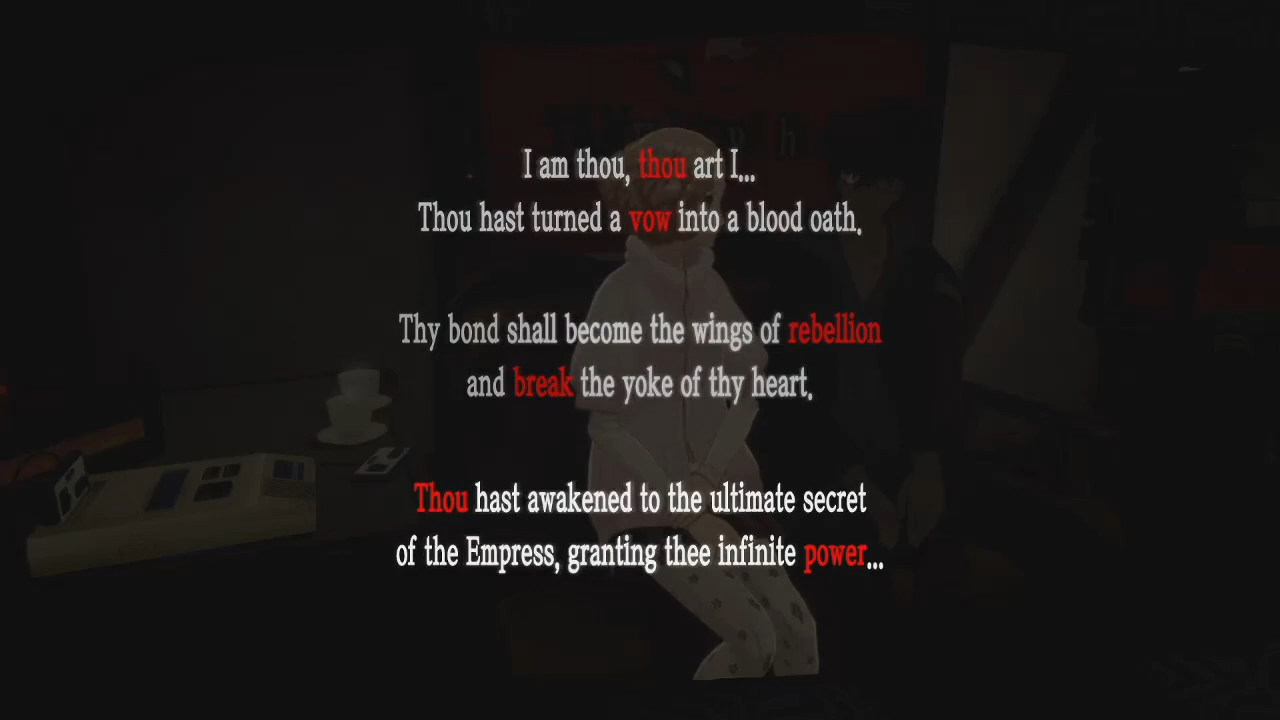 I am thou, thou art I...
Thou hast turned a vow into a blood oath.
Thy bond shall become the wings of rebellion
and break the yoke of thy heart.
Thou hast awakened to the ultimate secret
of the Empress, granting thee infinite power...